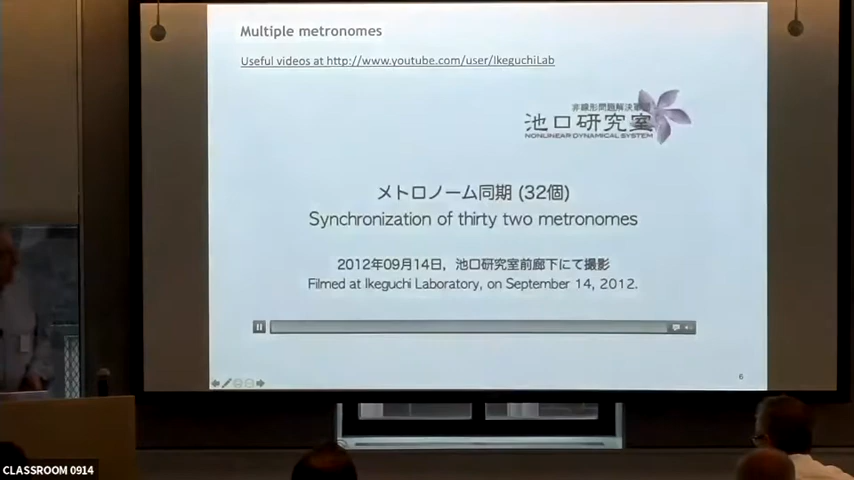 Multiple metronomes
Useful videos at http://www.youtube.com/user/IkeguchiLab
非線形問題解決軍団
池口研究室
NONLINEAR DYNAMICAL SYSTEM
メトロノーム同期 (32個)
Synchronization of thirty two metronomes
2012年09月14日，池口研究室前廊下にて撮影
Filmed at Ikeguchi Laboratory, on September 14, 2012.
6
CLASSROOM 0914